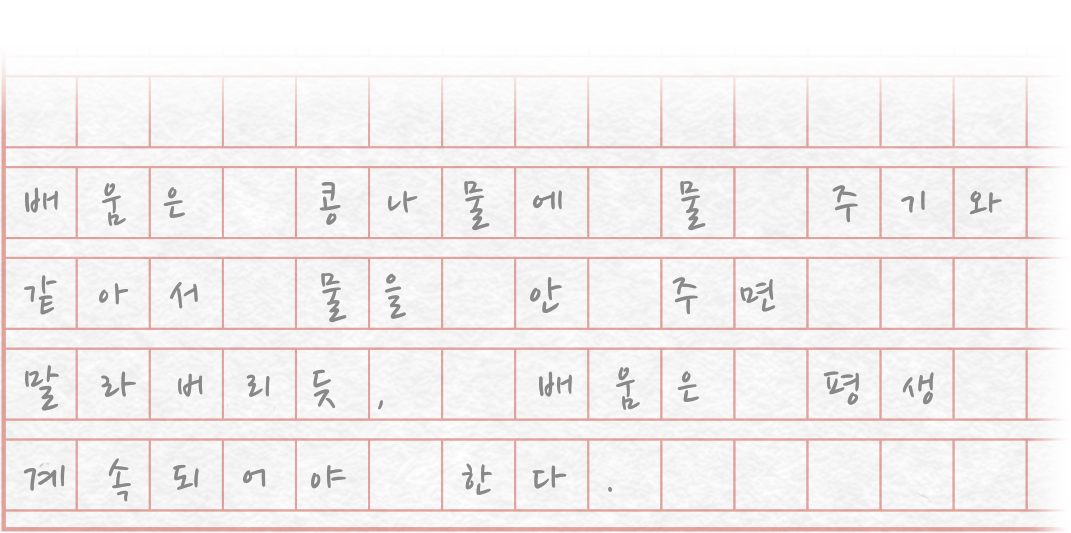 배움은 콩나물에 물 주기와
같아서 물을 안 주면
말라버리듯, 배움은 평생
계속되어야 한다.